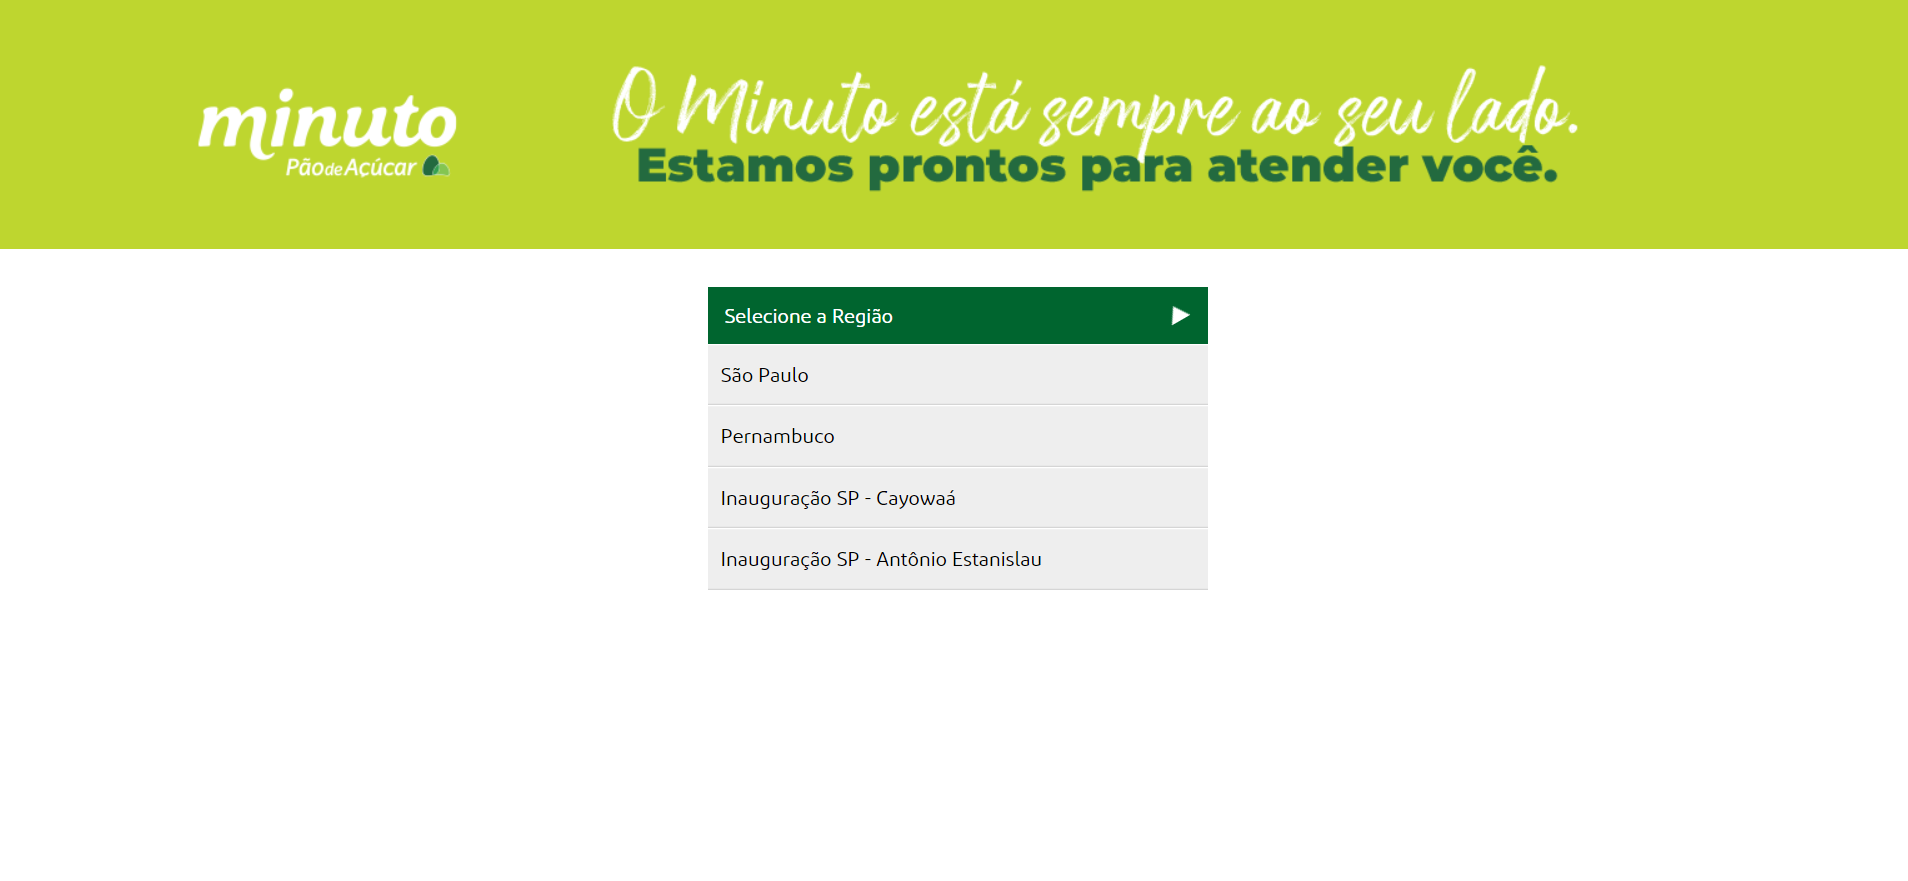 minuto
Pão de Açúcar
O Minuto está sempre ao seu lado.
Estamos prontos para atender você.
Selecione a Região
São Paulo
Pernambuco
Inauguração SP - Cayowaá
Inauguração SP - Antônio Estanislau